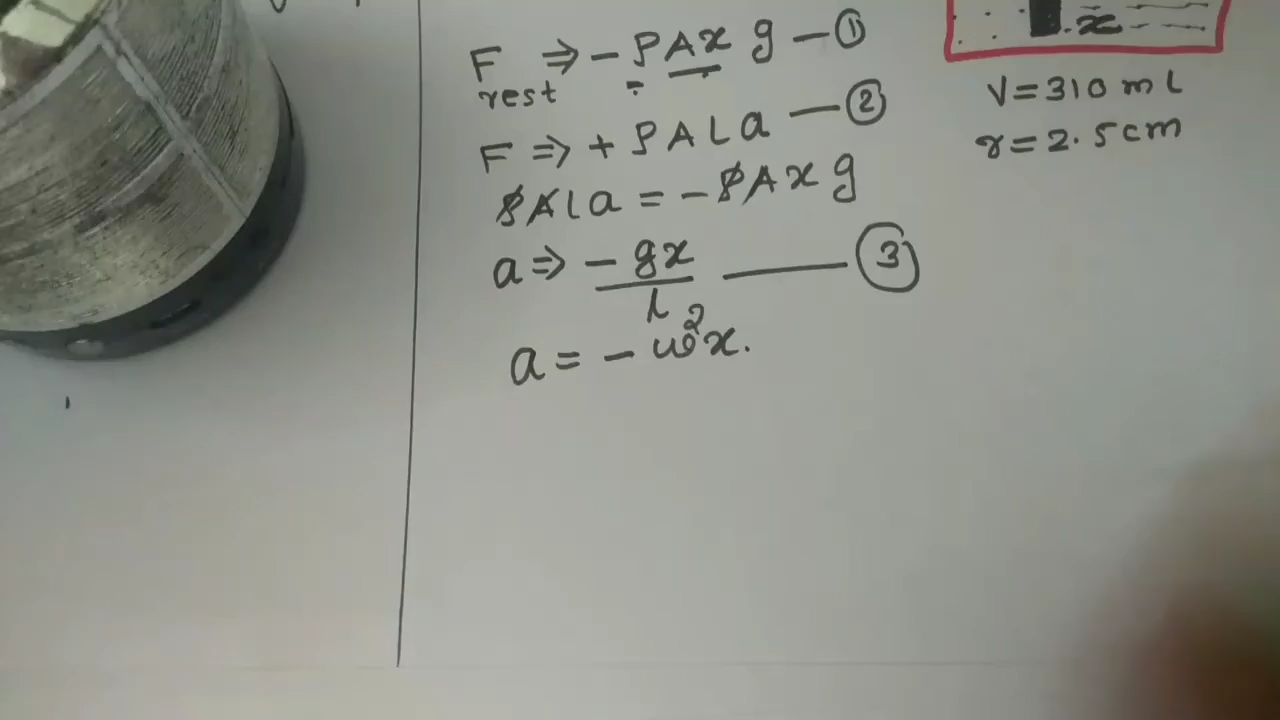 F rest ⇒ - ρAx g — ①
F ⇒ + ρALa — ②
ρALa = - ρAxg
a ⇒ - gx / L — ③
a = - ω²x.
x
V = 310 mL
r = 2.5 cm